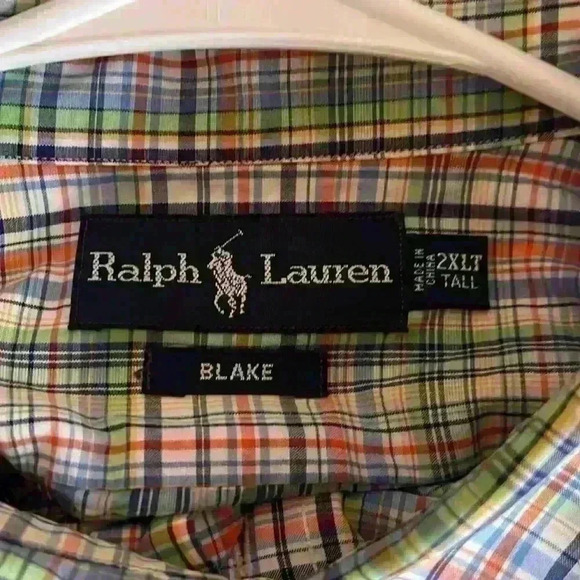 Ralph Lauren
MADE IN
CHINA
2XLT
TALL
BLAKE